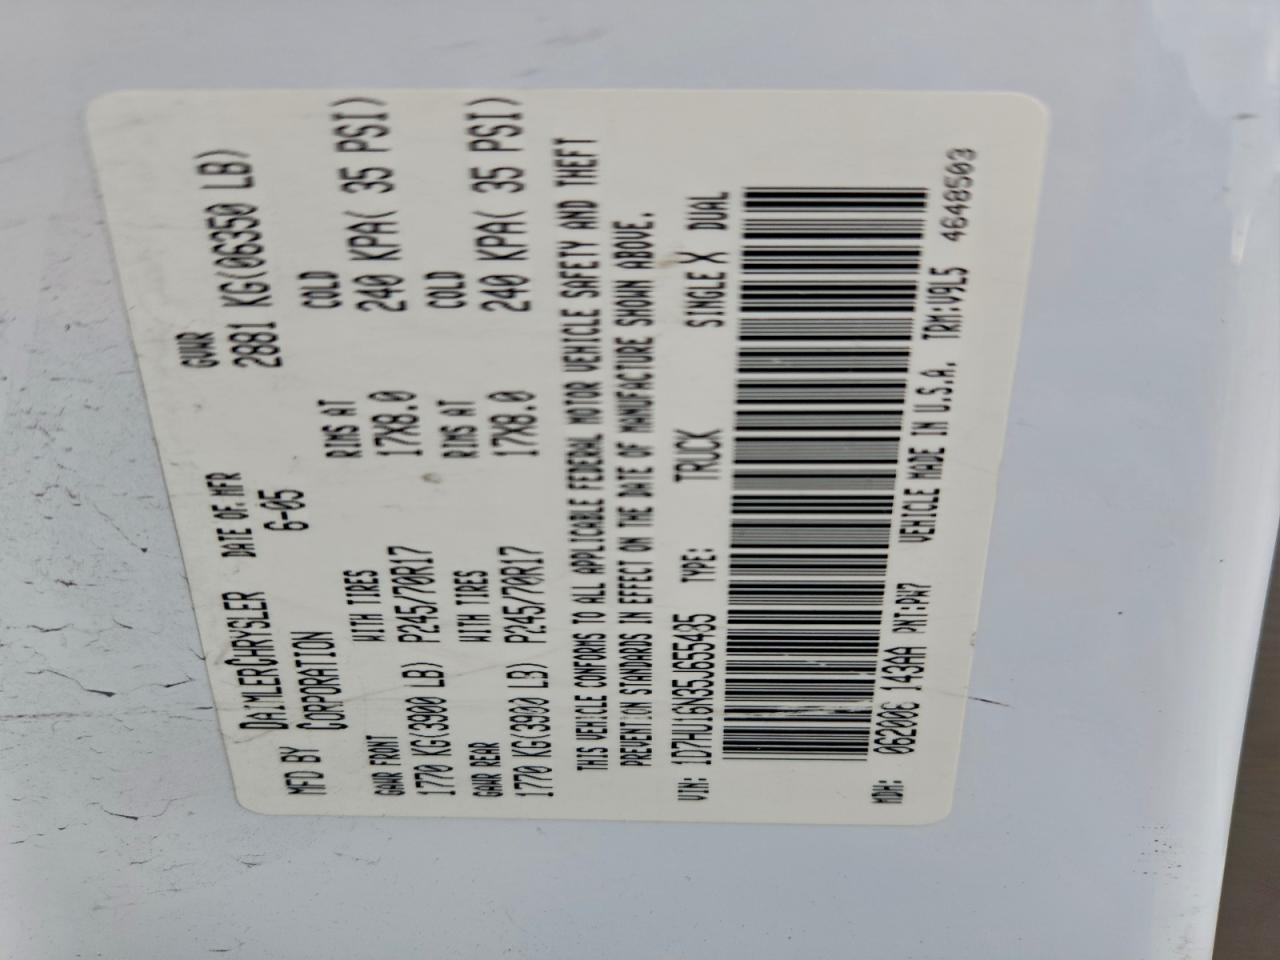 MFD BY DAIMLERCHRYSLER CORPORATION
DATE OF MFR 6-05
GVWR 2881 KG(06350 LB)
GAWR FRONT WITH TIRES RIMS AT COLD
1770 KG(3900 LB) P245/70R17 17X8.0 240 KPA( 35 PSI)
GAWR REAR WITH TIRES RIMS AT COLD
1770 KG(3900 LB) P245/70R17 17X8.0 240 KPA( 35 PSI)
THIS VEHICLE CONFORMS TO ALL APPLICABLE FEDERAL MOTOR VEHICLE SAFETY AND THEFT
PREVENTION STANDARDS IN EFFECT ON THE DATE OF MANUFACTURE SHOWN ABOVE.
VIN: 1D7HU16N35J655435 TYPE: TRUCK SINGLE X DUAL
MDH: 062006 143AA PNT:PW7 VEHICLE MADE IN U.S.A. TRM:V9L5 4648503